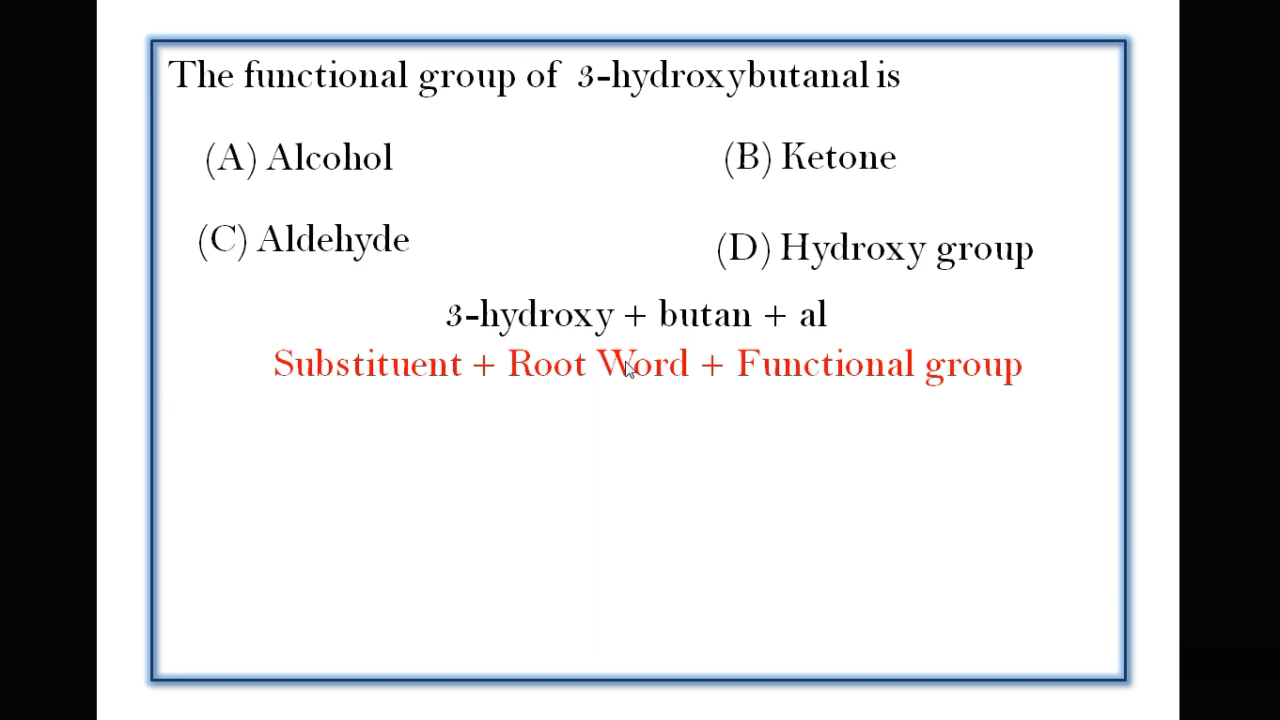 The functional group of 3-hydroxybutanal is
(A) Alcohol
(B) Ketone
(C) Aldehyde
(D) Hydroxy group
3-hydroxy + butan + al
Substituent + Root Word + Functional group